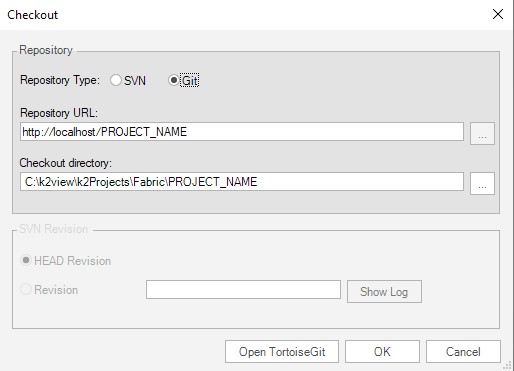 Checkout
Repository
Repository Type: SVN Git
Repository URL:
http://localhost/PROJECT_NAME ...
Checkout directory:
C:\k2view\k2Projects\Fabric\PROJECT_NAME ...
SVN Revision
HEAD Revision
Revision Show Log
Open TortoiseGit OK Cancel